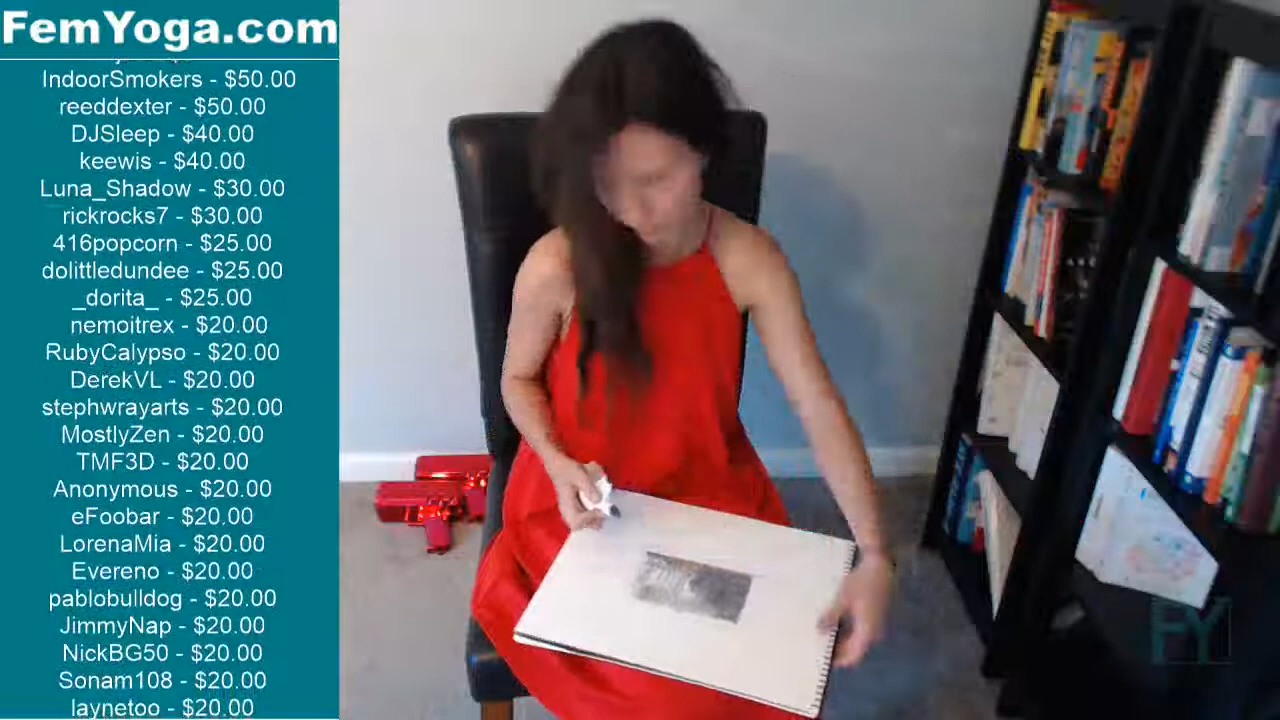 FemYoga.com
IndoorSmokers - $50.00
reeddexter - $50.00
DJSleep - $40.00
keewis - $40.00
Luna_Shadow - $30.00
rickrocks7 - $30.00
416popcorn - $25.00
dolittledundee - $25.00
_dorita_ - $25.00
nemoitrex - $20.00
RubyCalypso - $20.00
DerekVL - $20.00
stephwrayarts - $20.00
MostlyZen - $20.00
TMF3D - $20.00
Anonymous - $20.00
eFoobar - $20.00
LorenaMia - $20.00
Evereno - $20.00
pablobulldog - $20.00
JimmyNap - $20.00
NickBG50 - $20.00
Sonam108 - $20.00
laynetoo - $20.00
FY